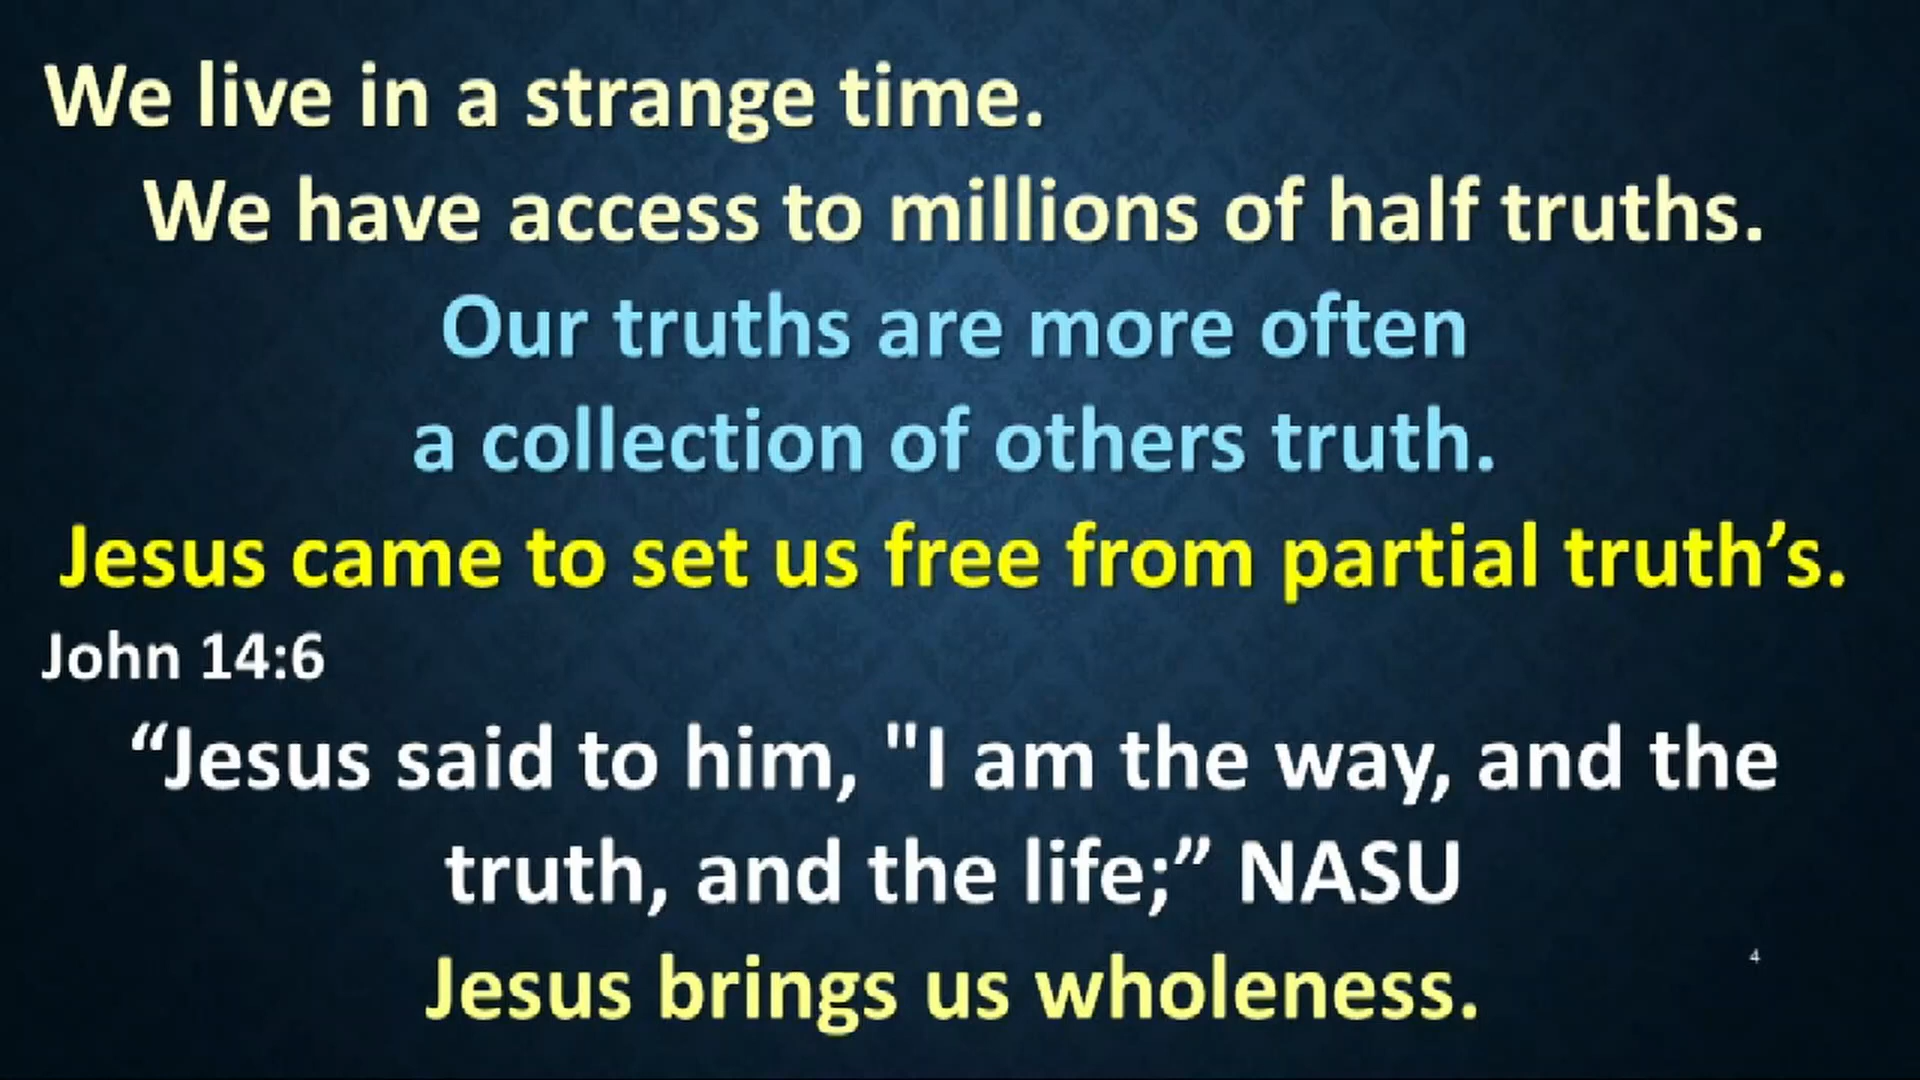 We live in a strange time.
We have access to millions of half truths.
Our truths are more often
a collection of others truth.
Jesus came to set us free from partial truth’s.
John 14:6
“Jesus said to him, "I am the way, and the
truth, and the life;” NASU
4
Jesus brings us wholeness.